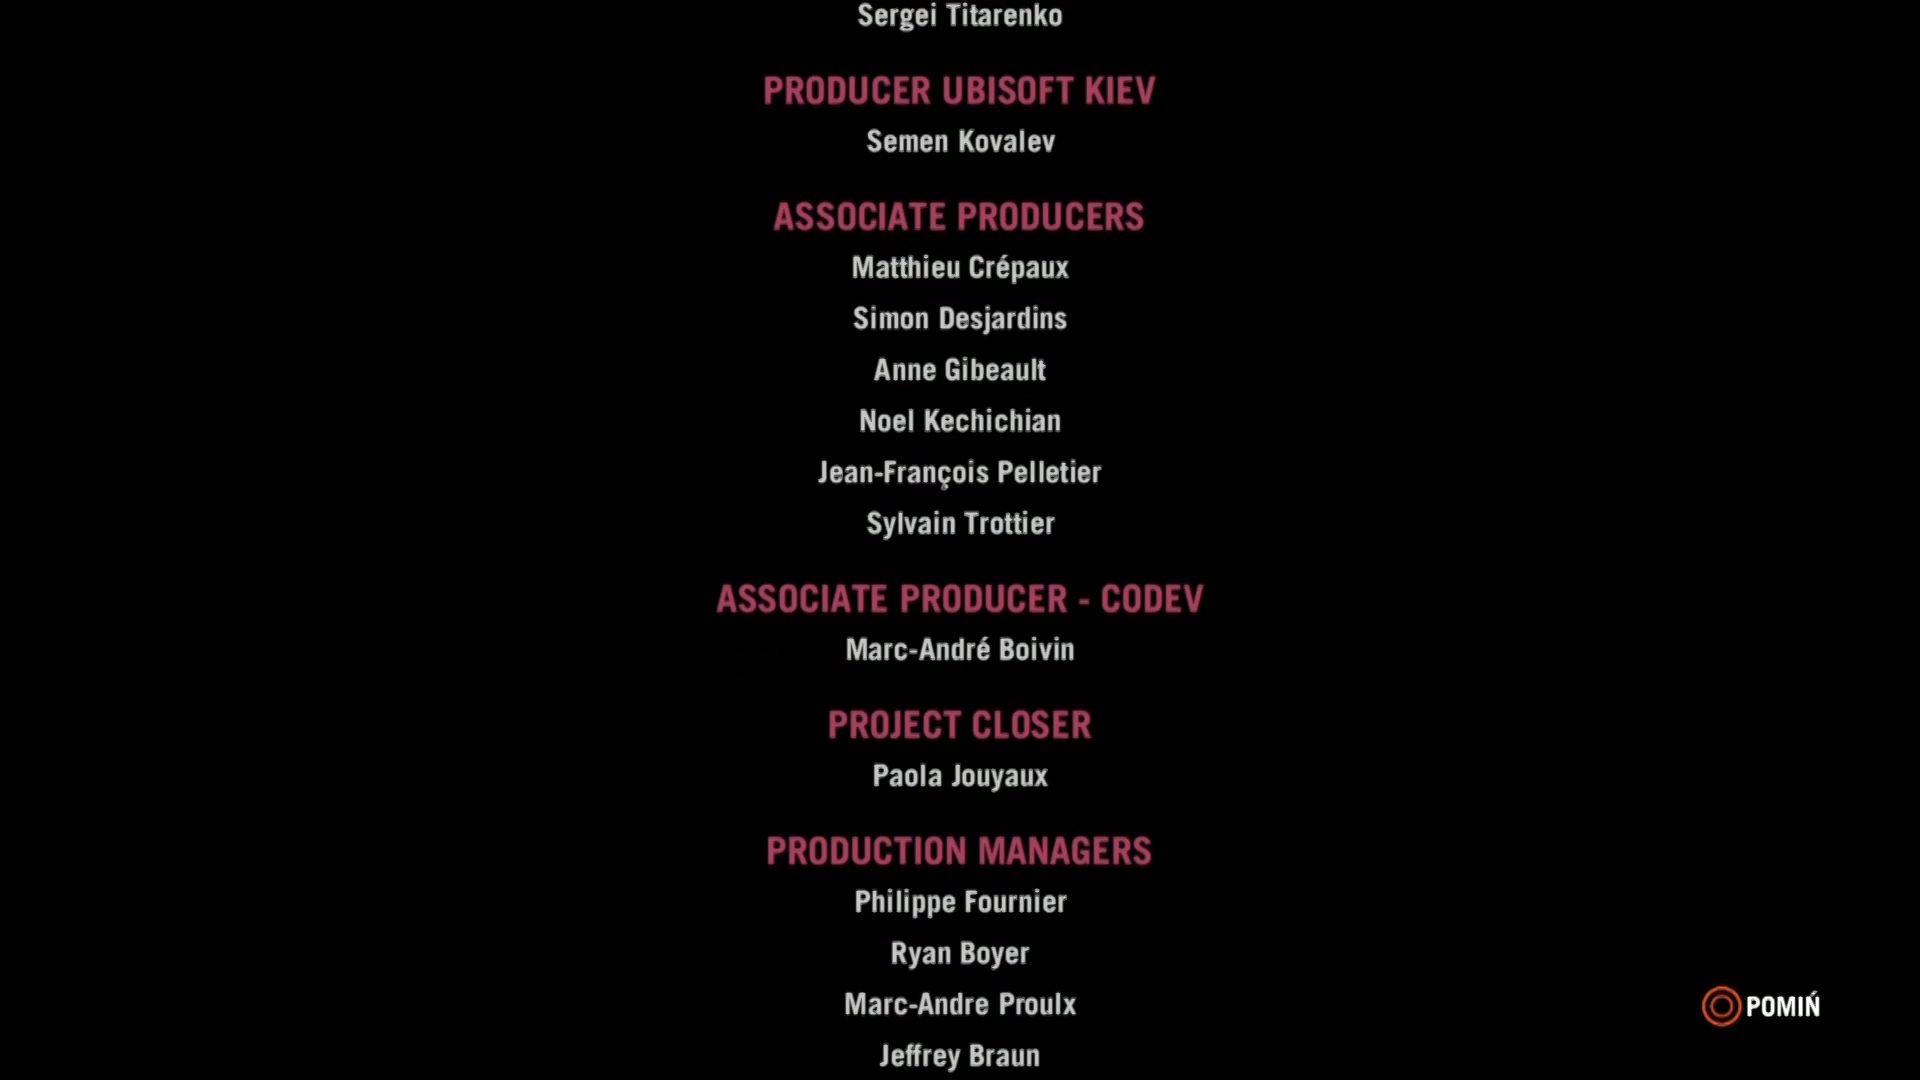 Sergei Titarenko
PRODUCER UBISOFT KIEV
Semen Kovalev
ASSOCIATE PRODUCERS
Matthieu Crépaux
Simon Desjardins
Anne Gibeault
Noel Kechichian
Jean-François Pelletier
Sylvain Trottier
ASSOCIATE PRODUCER - CODEV
Marc-André Boivin
PROJECT CLOSER
Paola Jouyaux
PRODUCTION MANAGERS
Philippe Fournier
Ryan Boyer
Marc-Andre Proulx
Jeffrey Braun
POMIŃ